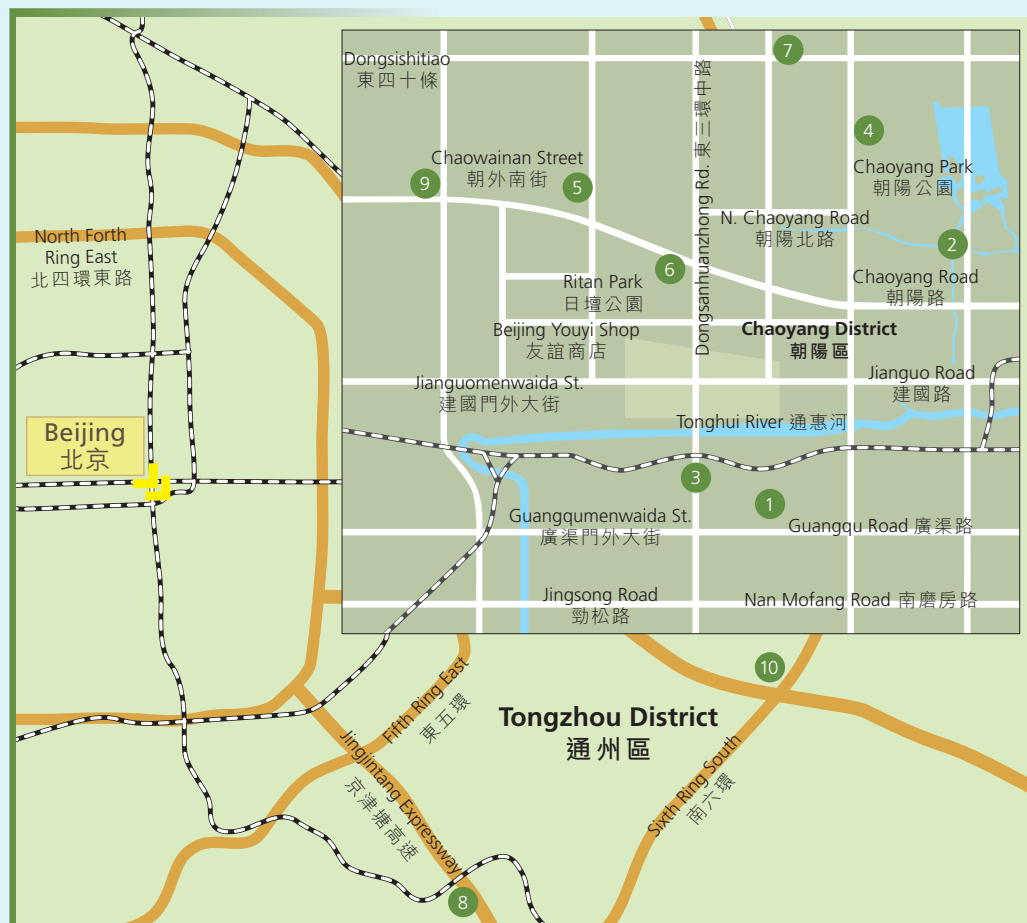 7
Dongsishitiao
東四十條
Dongsanhuanzhong Rd. 東三環中路
4
Chaowainan Street
朝外南街
9
5
Chaoyang Park
朝陽公園
N. Chaoyang Road
朝陽北路
2
North Forth
Ring East
北四環東路
6
Ritan Park
日壇公園
Chaoyang Road
朝陽路
Beijing Youyi Shop
友誼商店
Chaoyang District
朝陽區
Jianguomenwaida St.
建國門外大街
Jianguo Road
建國路
Tonghui River 通惠河
Beijing
北京
3
1
Guangqumenwaida St.
廣渠門外大街
Guangqu Road 廣渠路
Jingsong Road
勁松路
Nan Mofang Road 南磨房路
10
Fifth Ring East
東五環
Tongzhou District
通州區
Jingjintang Expressway
京津塘高速
Sixth Ring South
南六環
8